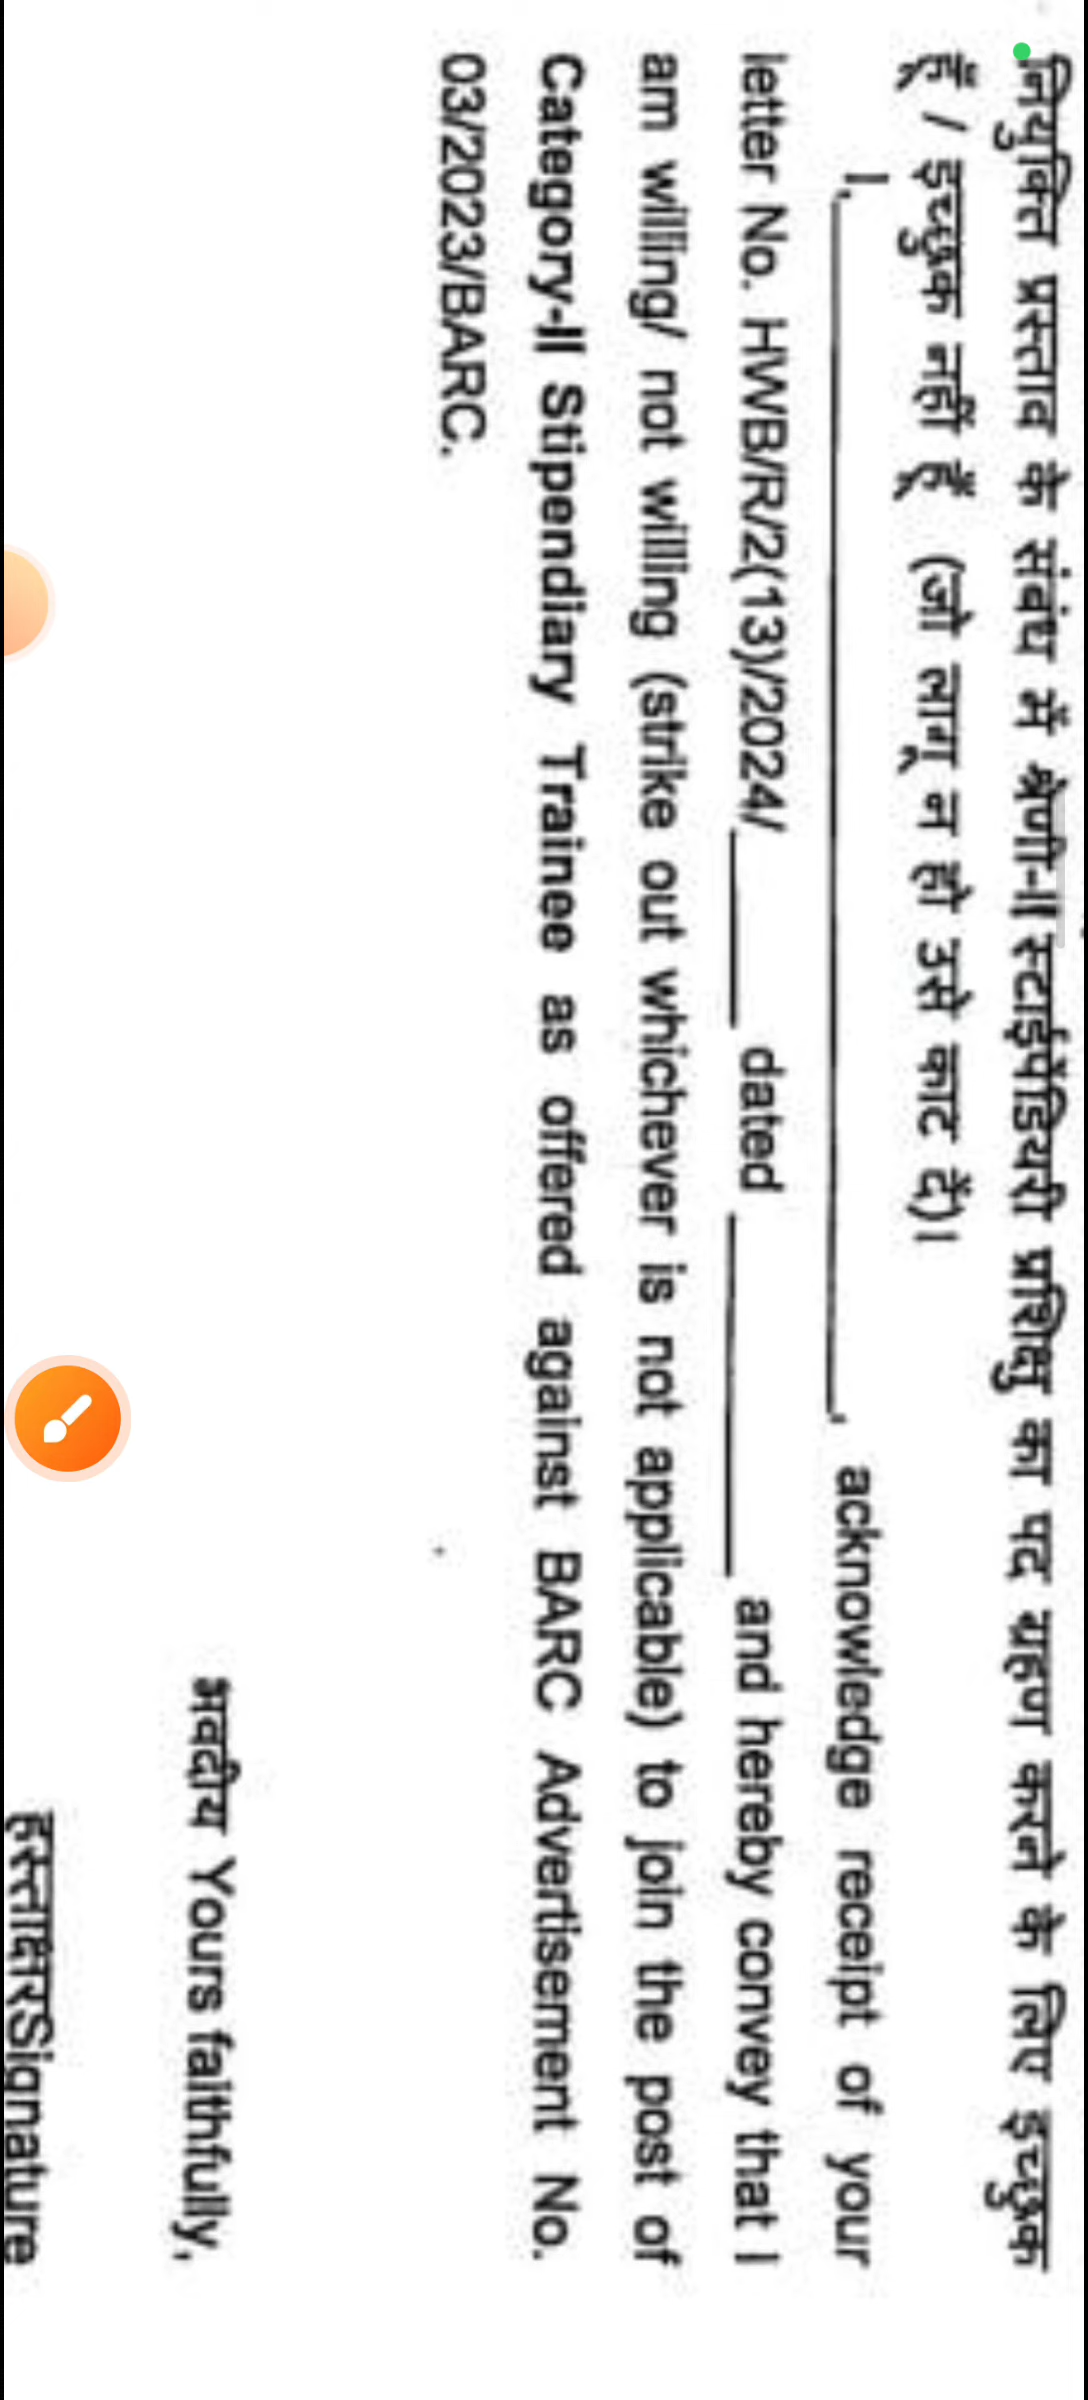 नियुक्ति प्रस्ताव के संबंध में श्रेणी-II स्टाईपेंडियरी प्रशिक्षु का पद ग्रहण करने के लिए इच्छुक
हूँ / इच्छुक नहीं हूँ (जो लागू न हो उसे काट दें)।
I, ____________________, acknowledge receipt of your
letter No. HWB/R/2(13)/2024/______ dated __________ and hereby convey that I
am willing/ not willing (strike out whichever is not applicable) to join the post of
Category-II Stipendiary Trainee as offered against BARC Advertisement No.
03/2023/BARC.
भवदीय Yours faithfully,
हस्ताक्षरSignature